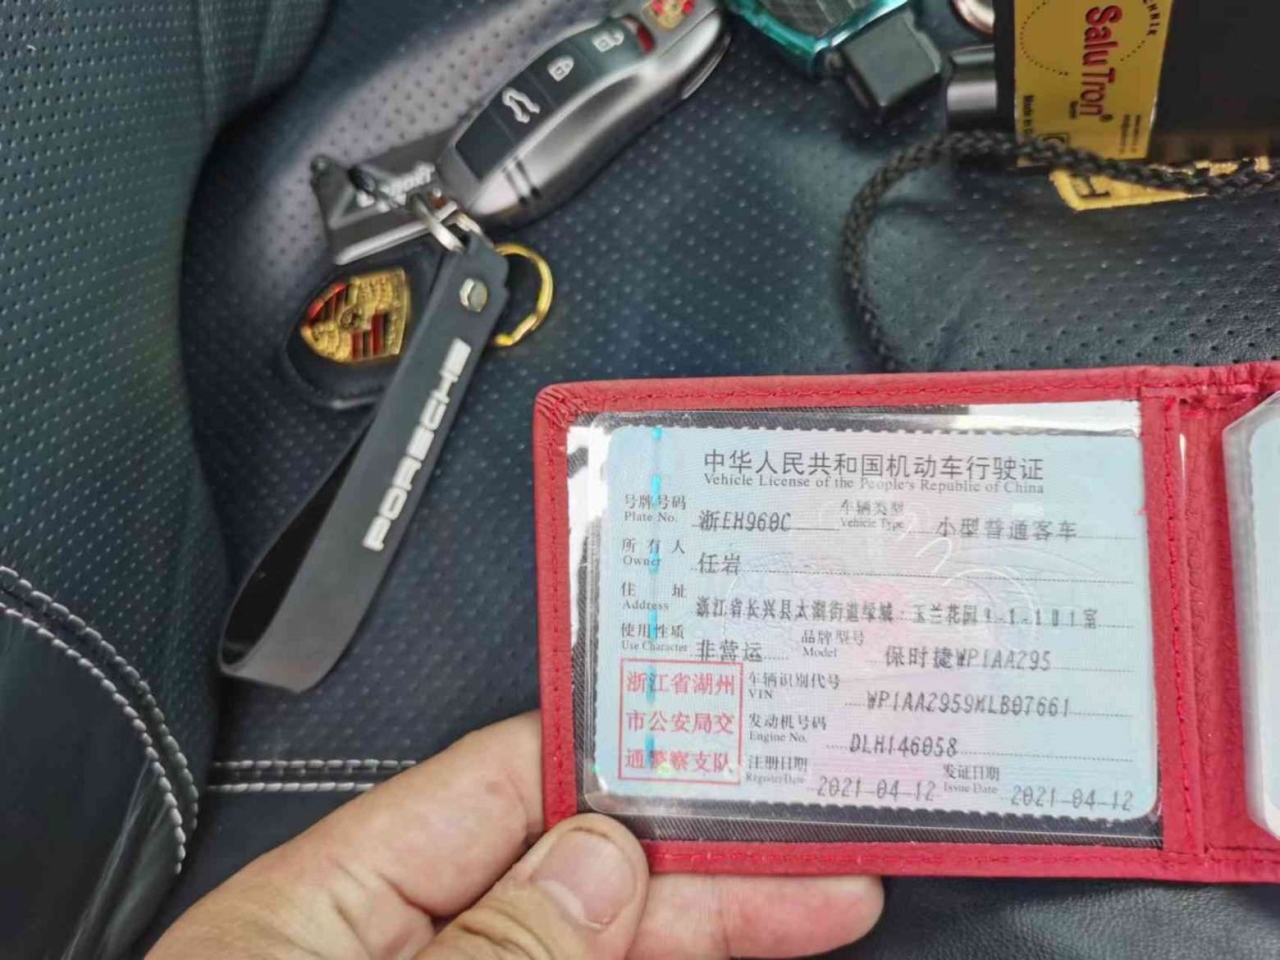 SaluTron®
PORSCHE
中华人民共和国机动车行驶证
Vehicle License of the People's Republic of China
号牌号码 浙EH960C 车辆类型 小型普通客车
Plate No. Vehicle Type
所有人 任岩
Owner
住址 浙江省长兴县太湖街道绿城·玉兰花园9-1-101室
Address
使用性质 非营运 品牌型号 保时捷WP1AA295
Use Character Model
浙江省湖州
市公安局交
通警察支队
车辆识别代号 WP1AA2959MLB07661
VIN
发动机号码 DLH146058
Engine No.
注册日期 2021-04-12 发证日期 2021-04-12
Register Date Issue Date